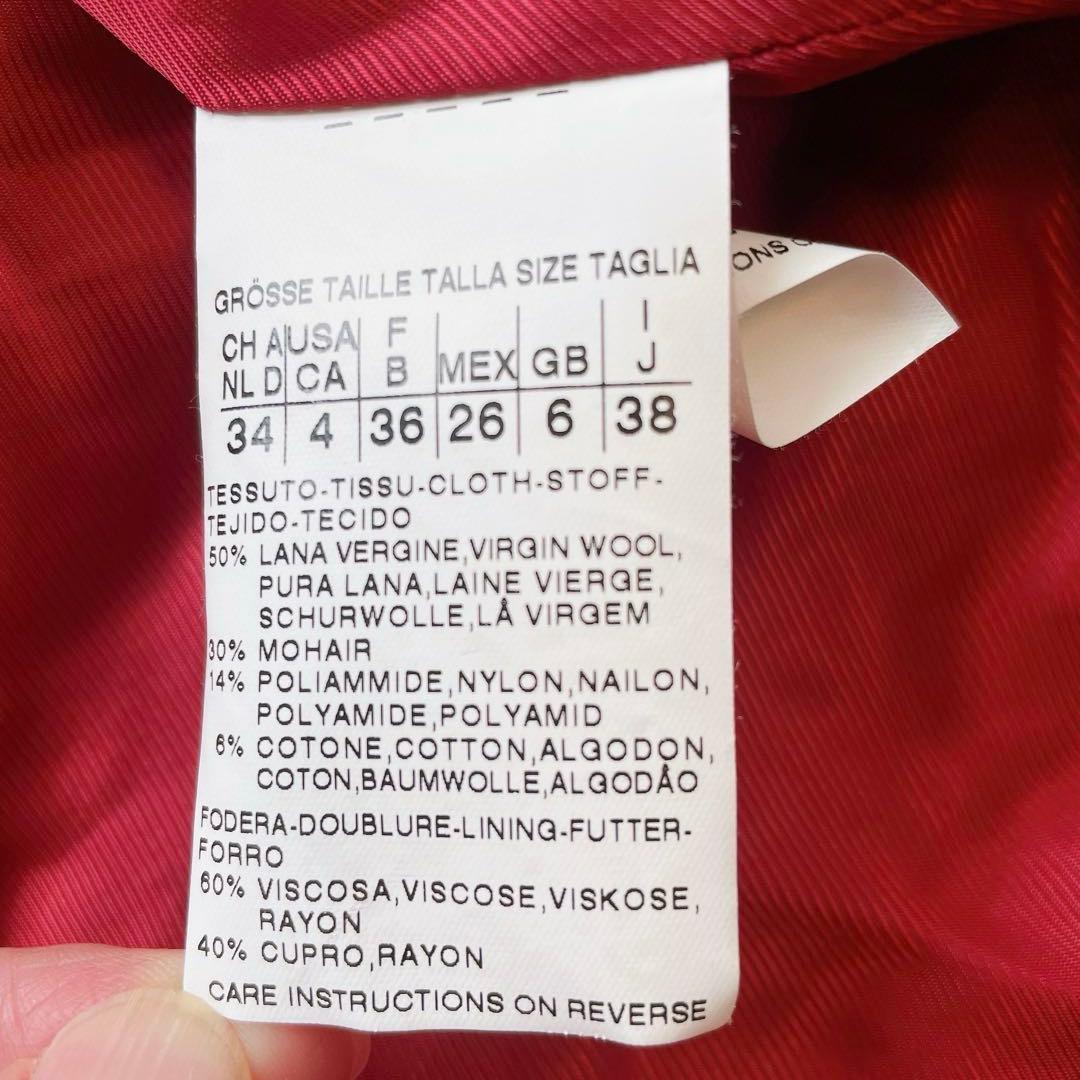 GRÖSSE TAILLE TALLA SIZE TAGLIA
CH A USA F MEX GB I
NL D CA B J
34 4 36 26 6 38
TESSUTO-TISSU-CLOTH-STOFF-
TEJIDO-TECIDO
50% LANA VERGINE,VIRGIN WOOL,
PURA LANA,LAINE VIERGE,
SCHURWOLLE,LÅ VIRGEM
30% MOHAIR
14% POLIAMMIDE,NYLON,NAILON,
POLYAMIDE,POLYAMID
6% COTONE,COTTON,ALGODON,
COTON,BAUMWOLLE,ALGODÅO
FODERA-DOUBLURE-LINING-FUTTER-
FORRO
60% VISCOSA,VISCOSE,VISKOSE,
RAYON
40% CUPRO,RAYON
CARE INSTRUCTIONS ON REVERSE